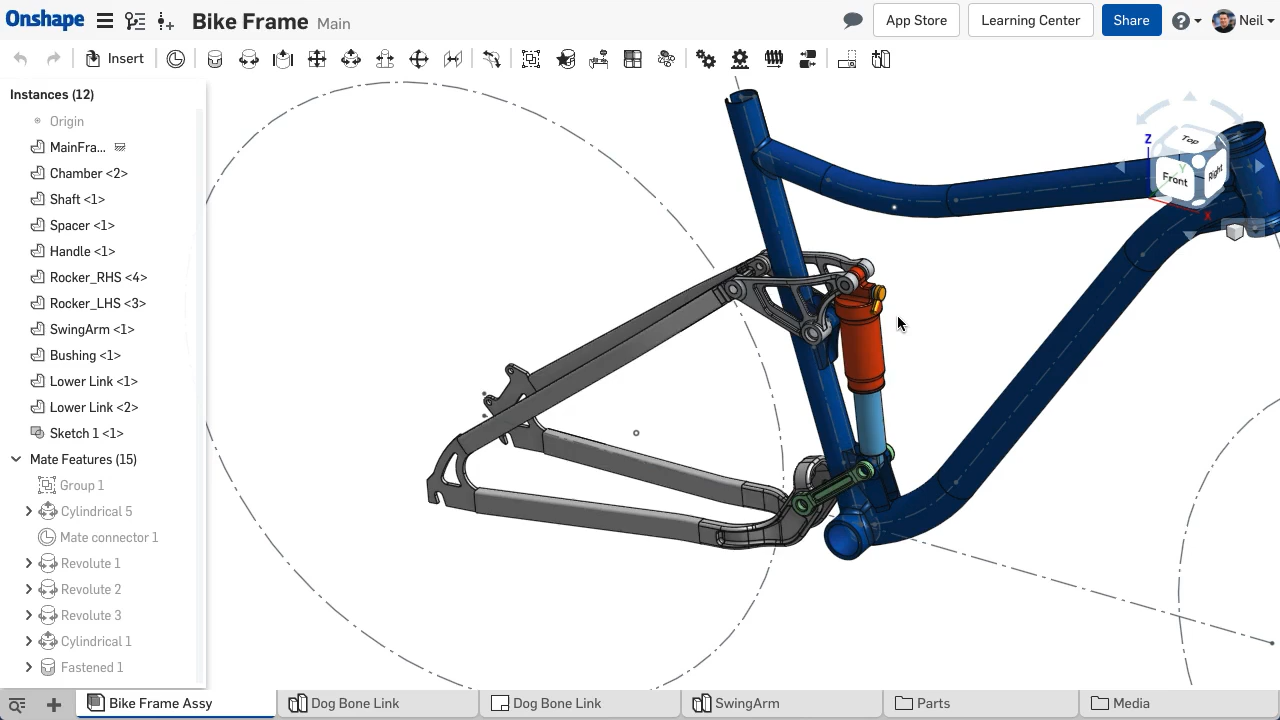 Onshape Bike Frame Main App Store Learning Center Share Neil
Insert
Instances (12)
Origin
MainFra...
Chamber <2>
Shaft <1>
Spacer <1>
Handle <1>
Rocker_RHS <4>
Rocker_LHS <3>
SwingArm <1>
Bushing <1>
Lower Link <1>
Lower Link <2>
Sketch 1 <1>
Mate Features (15)
Group 1
Cylindrical 5
Mate connector 1
Revolute 1
Revolute 2
Revolute 3
Cylindrical 1
Fastened 1
Z
Top
Y
Front
Right
X
Bike Frame Assy Dog Bone Link Dog Bone Link SwingArm Parts Media